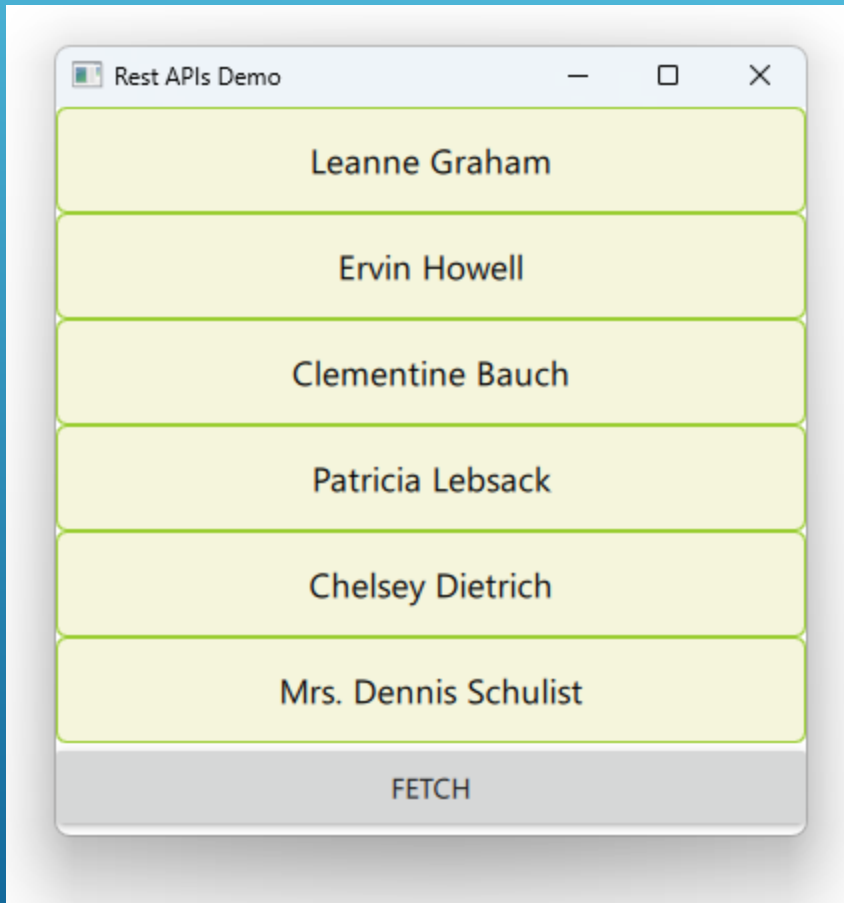 Rest APIs Demo
Leanne Graham
Ervin Howell
Clementine Bauch
Patricia Lebsack
Chelsey Dietrich
Mrs. Dennis Schulist
FETCH